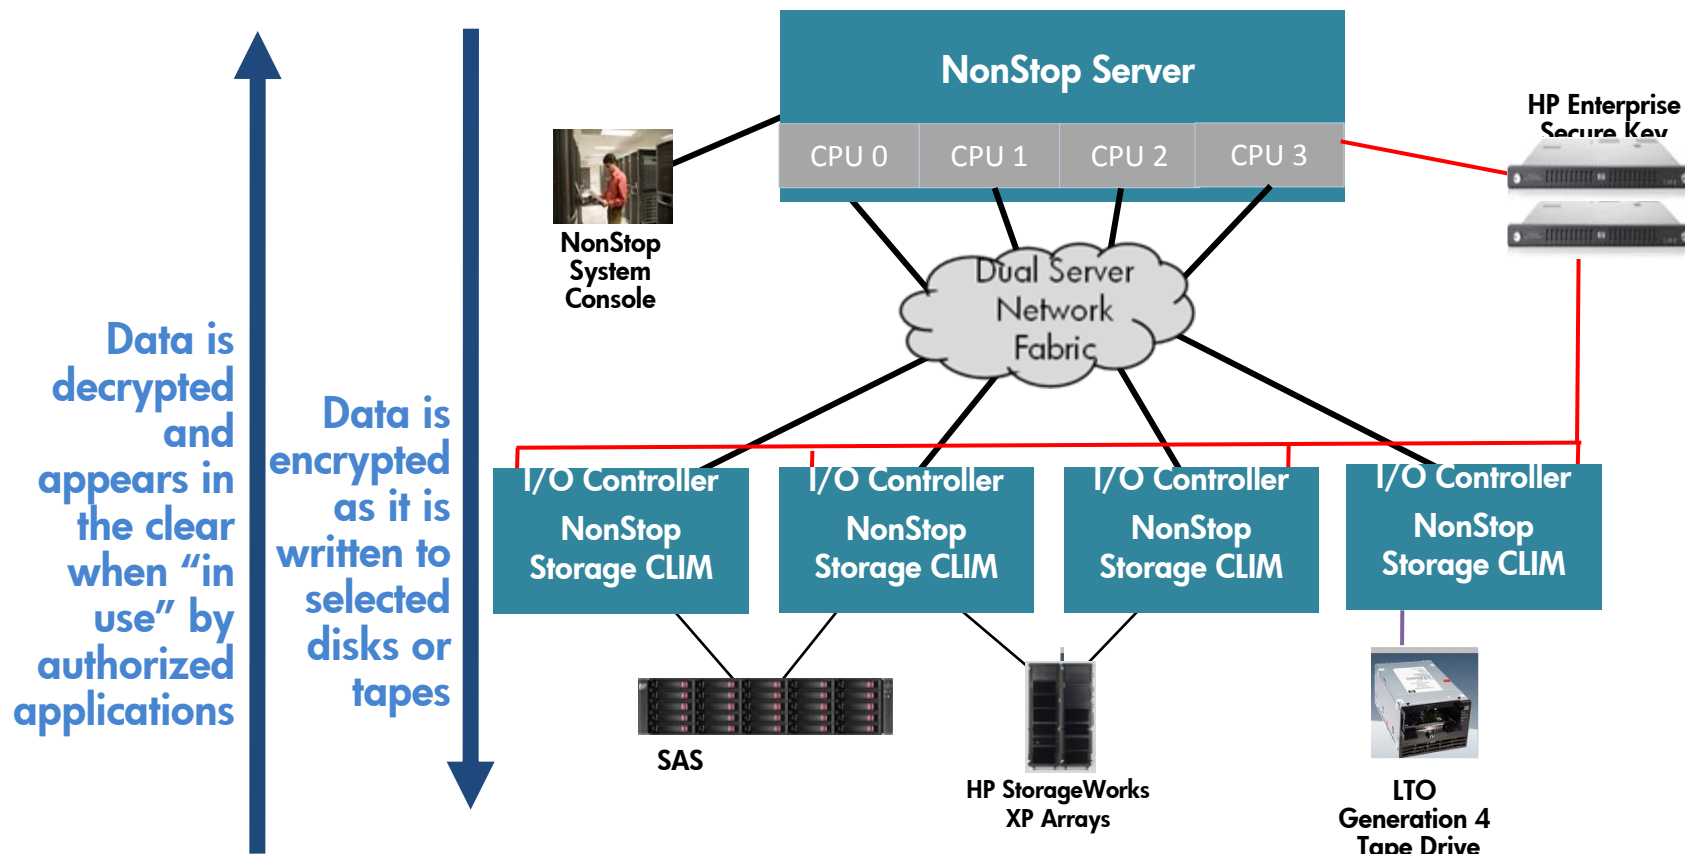 NonStop Server
CPU 0
CPU 1
CPU 2
CPU 3
HP Enterprise
Secure Key
NonStop
System
Console
Dual Server
Network
Fabric
Data is
decrypted
and
appears in
the clear
when “in
use” by
authorized
applications
Data is
encrypted
as it is
written to
selected
disks or
tapes
I/O Controller
NonStop
Storage CLIM
I/O Controller
NonStop
Storage CLIM
I/O Controller
NonStop
Storage CLIM
I/O Controller
NonStop
Storage CLIM
SAS
HP StorageWorks
XP Arrays
LTO
Generation 4
Tape Drive